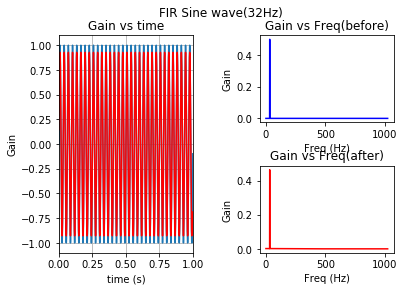 FIR Sine wave(32Hz)
Gain vs time
1.00
0.75
0.50
0.25
0.00
−0.25
−0.50
−0.75
−1.00
Gain
0.00 0.25 0.50 0.75 1.00
time (s)
Gain vs Freq(before)
0.4
0.2
0.0
Gain
0 500 1000
Freq (Hz)
Gain vs Freq(after)
0.4
0.2
0.0
Gain
0 500 1000
Freq (Hz)